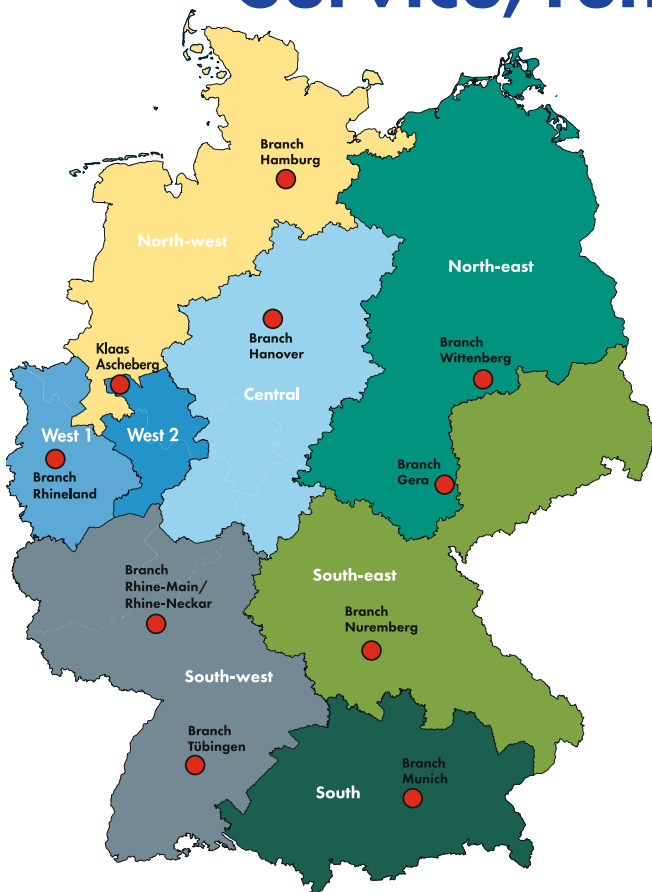 Branch
Hamburg
North-west
North-east
Branch
Hanover
Branch
Wittenberg
Klaas
Ascheberg
Central
West 1
West 2
Branch
Rhineland
Branch
Gera
Branch
Rhine-Main/
Rhine-Neckar
South-east
Branch
Nuremberg
South-west
Branch
Tübingen
South
Branch
Munich